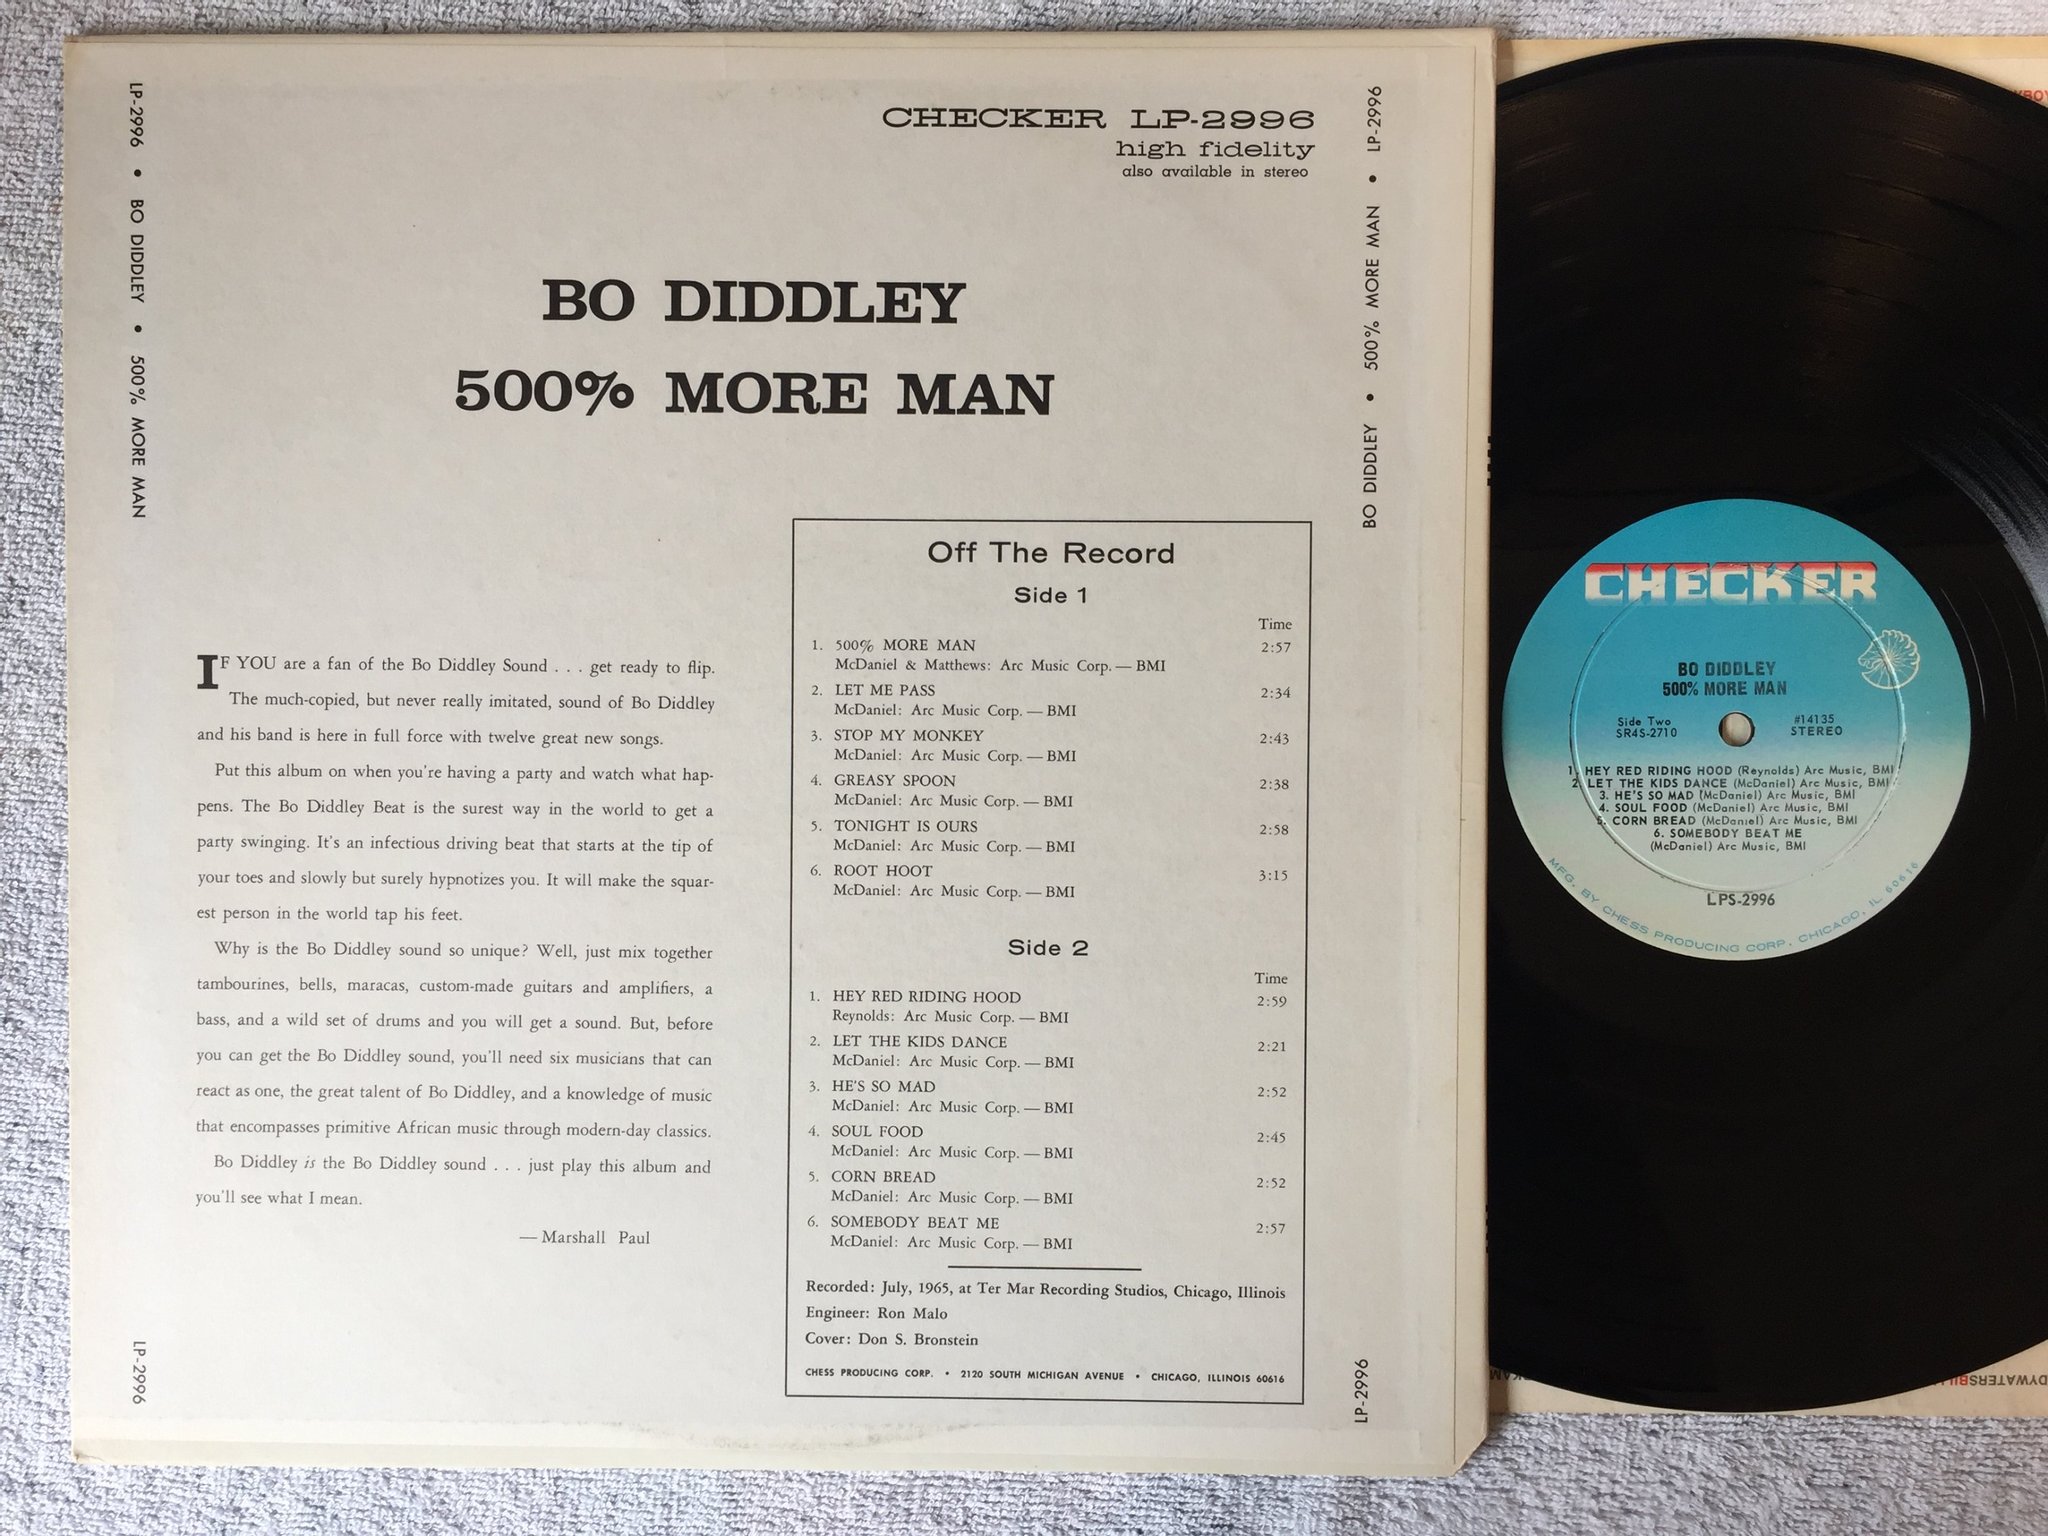 LP-2996 • BO DIDDLEY • 500% MORE MAN
LP-2996
CHECKER LP-2996
high fidelity
also available in stereo
BO DIDDLEY
500% MORE MAN
IF YOU are a fan of the Bo Diddley Sound . . . get ready to flip.
The much-copied, but never really imitated, sound of Bo Diddley
and his band is here in full force with twelve great new songs.
Put this album on when you're having a party and watch what hap-
pens. The Bo Diddley Beat is the surest way in the world to get a
party swinging. It's an infectious driving beat that starts at the tip of
your toes and slowly but surely hypnotizes you. It will make the squar-
est person in the world tap his feet.
Why is the Bo Diddley sound so unique? Well, just mix together
tambourines, bells, maracas, custom-made guitars and amplifiers, a
bass, and a wild set of drums and you will get a sound. But, before
you can get the Bo Diddley sound, you'll need six musicians that can
react as one, the great talent of Bo Diddley, and a knowledge of music
that encompasses primitive African music through modern-day classics.
Bo Diddley is the Bo Diddley sound . . . just play this album and
you'll see what I mean.
— Marshall Paul
Off The Record
Side 1
Time
1. 500% MORE MAN 2:57
McDaniel & Matthews: Arc Music Corp. — BMI
2. LET ME PASS 2:34
McDaniel: Arc Music Corp. — BMI
3. STOP MY MONKEY 2:43
McDaniel: Arc Music Corp. — BMI
4. GREASY SPOON 2:38
McDaniel: Arc Music Corp. — BMI
5. TONIGHT IS OURS 2:58
McDaniel: Arc Music Corp. — BMI
6. ROOT HOOT 3:15
McDaniel: Arc Music Corp. — BMI
Side 2
Time
1. HEY RED RIDING HOOD 2:59
Reynolds: Arc Music Corp. — BMI
2. LET THE KIDS DANCE 2:21
McDaniel: Arc Music Corp. — BMI
3. HE'S SO MAD 2:52
McDaniel: Arc Music Corp. — BMI
4. SOUL FOOD 2:45
McDaniel: Arc Music Corp. — BMI
5. CORN BREAD 2:52
McDaniel: Arc Music Corp. — BMI
6. SOMEBODY BEAT ME 2:57
McDaniel: Arc Music Corp. — BMI
Recorded: July, 1965, at Ter Mar Recording Studios, Chicago, Illinois
Engineer: Ron Malo
Cover: Don S. Bronstein
CHESS PRODUCING CORP. • 2120 SOUTH MICHIGAN AVENUE • CHICAGO, ILLINOIS 60616
BO DIDDLEY • 500% MORE MAN • LP-2996
LP-2996
CHECKER
BO DIDDLEY
500% MORE MAN
Side Two #14135
SR4S-2710 STEREO
1. HEY RED RIDING HOOD (Reynolds) Arc Music, BMI
2. LET THE KIDS DANCE (McDaniel) Arc Music, BMI
3. HE'S SO MAD (McDaniel) Arc Music, BMI
4. SOUL FOOD (McDaniel) Arc Music, BMI
5. CORN BREAD (McDaniel) Arc Music, BMI
6. SOMEBODY BEAT ME
(McDaniel) Arc Music, BMI
LPS-2996
MFG. BY CHESS PRODUCING CORP. CHICAGO, IL. 60616